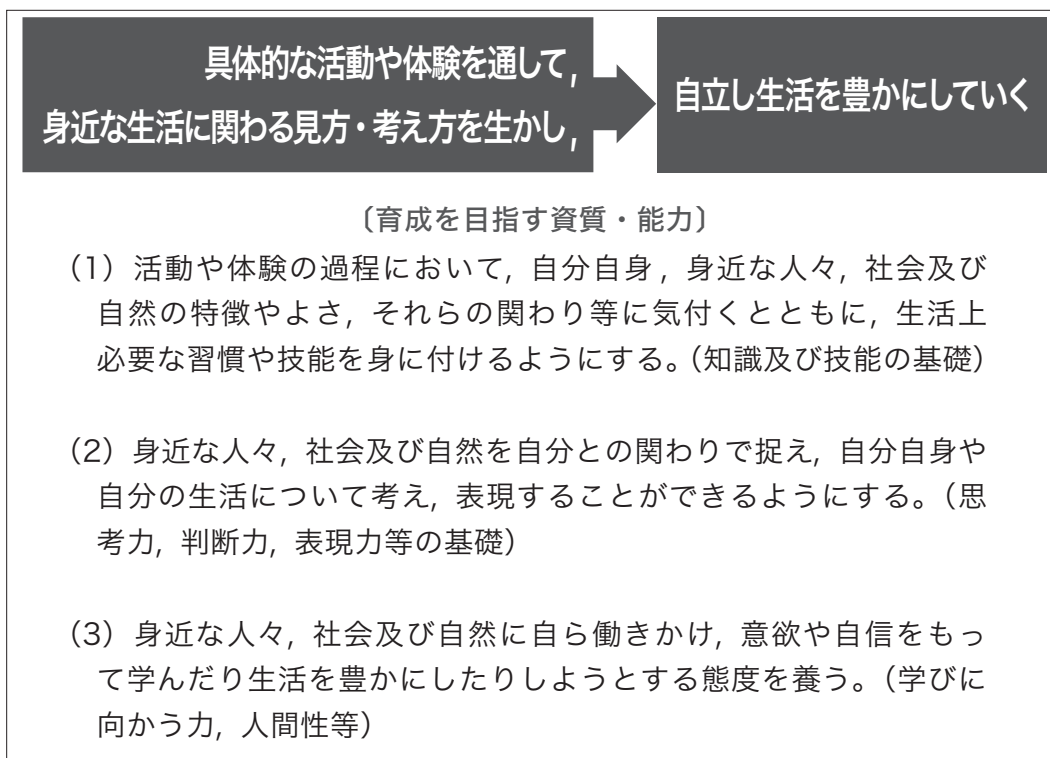 具体的な活動や体験を通して,
身近な生活に関わる見方・考え方を生かし,
自立し生活を豊かにしていく
〔育成を目指す資質・能力〕
（1）活動や体験の過程において, 自分自身, 身近な人々, 社会及び
自然の特徴やよさ, それらの関わり等に気付くとともに, 生活上
必要な習慣や技能を身に付けるようにする。（知識及び技能の基礎）
（2）身近な人々, 社会及び自然を自分との関わりで捉え, 自分自身や
自分の生活について考え, 表現することができるようにする。（思
考力, 判断力, 表現力等の基礎）
（3）身近な人々, 社会及び自然に自ら働きかけ, 意欲や自信をもっ
て学んだり生活を豊かにしたりしようとする態度を養う。（学びに
向かう力, 人間性等）